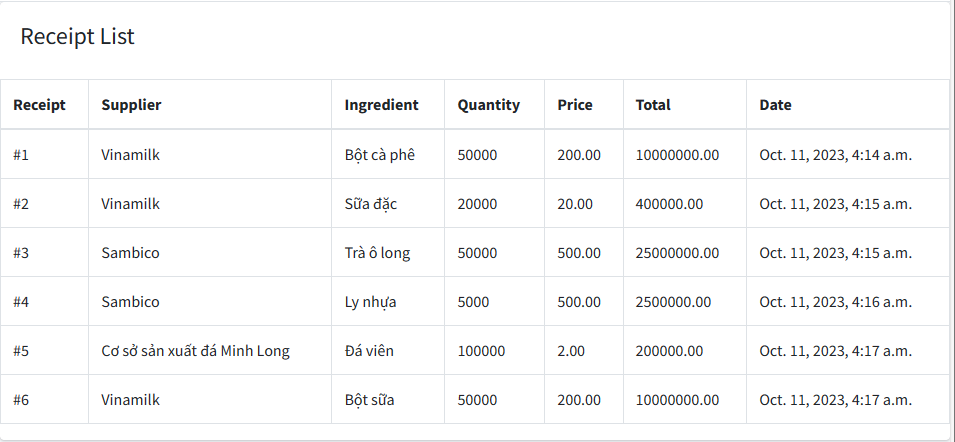 Receipt List
Receipt Supplier Ingredient Quantity Price Total Date
#1 Vinamilk Bột cà phê 50000 200.00 10000000.00 Oct. 11, 2023, 4:14 a.m.
#2 Vinamilk Sữa đặc 20000 20.00 400000.00 Oct. 11, 2023, 4:15 a.m.
#3 Sambico Trà ô long 50000 500.00 25000000.00 Oct. 11, 2023, 4:15 a.m.
#4 Sambico Ly nhựa 5000 500.00 2500000.00 Oct. 11, 2023, 4:16 a.m.
#5 Cơ sở sản xuất đá Minh Long Đá viên 100000 2.00 200000.00 Oct. 11, 2023, 4:17 a.m.
#6 Vinamilk Bột sữa 50000 200.00 10000000.00 Oct. 11, 2023, 4:17 a.m.